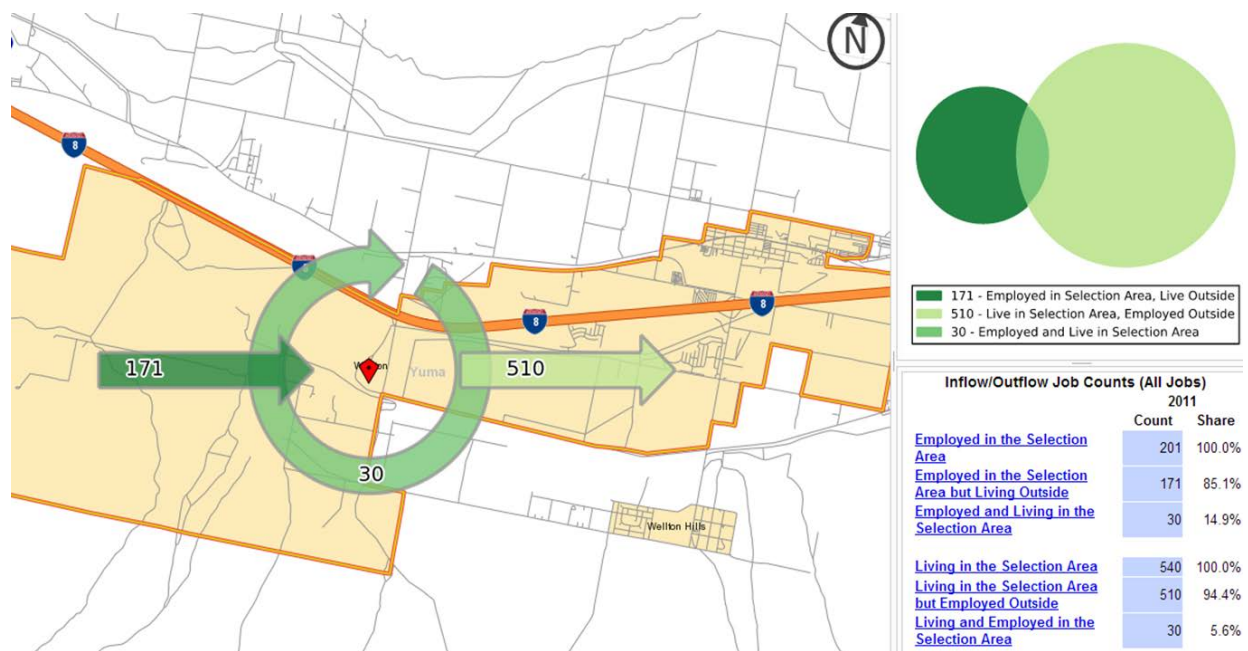 N
8
8
8
8
171
Yuma
510
30
Wellton Hills
171 - Employed in Selection Area, Live Outside
510 - Live in Selection Area, Employed Outside
30 - Employed and Live in Selection Area
Inflow/Outflow Job Counts (All Jobs)
2011
Count Share
Employed in the Selection
Area 201 100.0%
Employed in the Selection
Area but Living Outside 171 85.1%
Employed and Living in the
Selection Area 30 14.9%
Living in the Selection Area 540 100.0%
Living in the Selection Area
but Employed Outside 510 94.4%
Living and Employed in the
Selection Area 30 5.6%